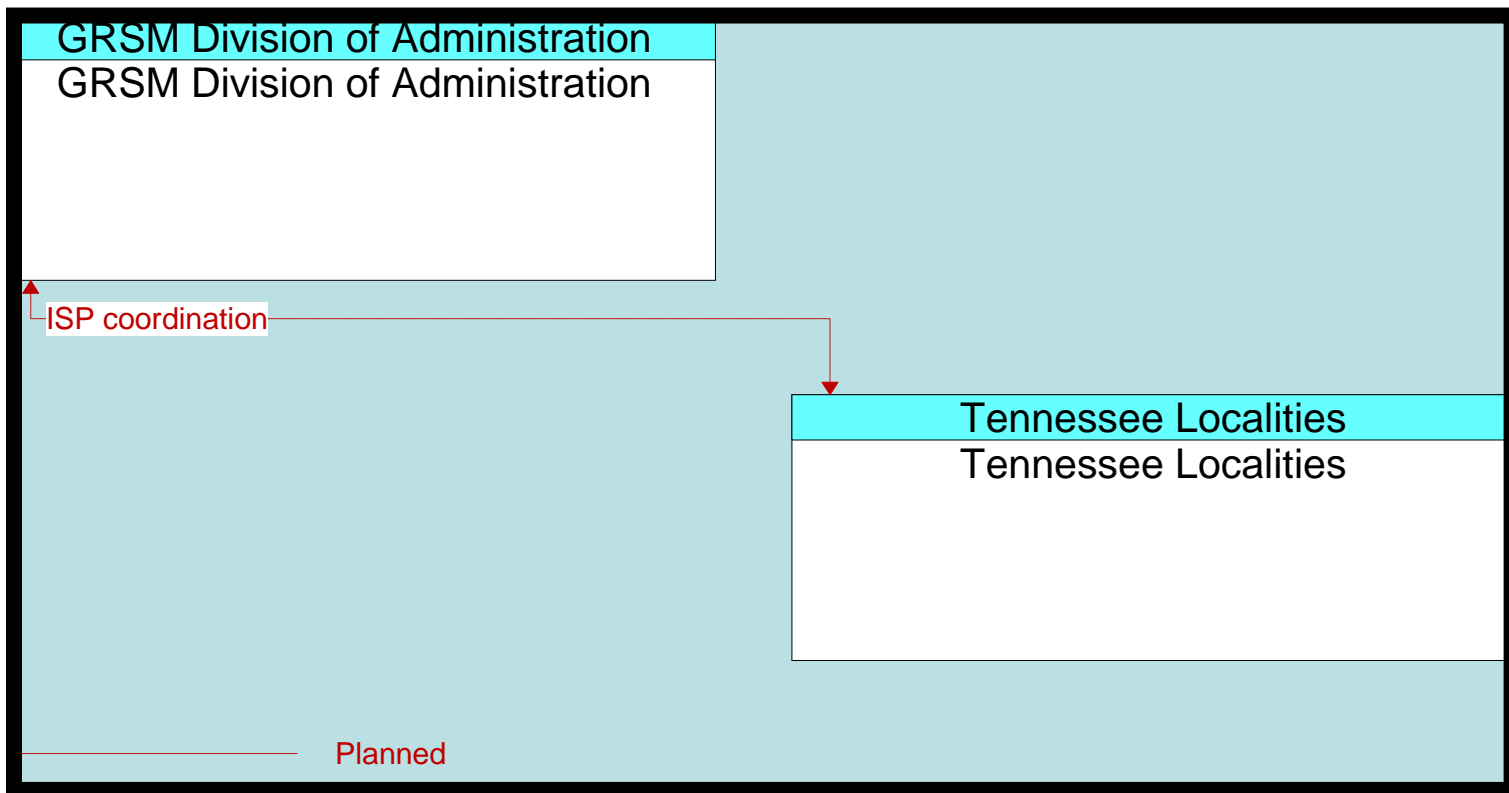 GRSM Division of Administration
GRSM Division of Administration
ISP coordination
Tennessee Localities
Tennessee Localities
Planned